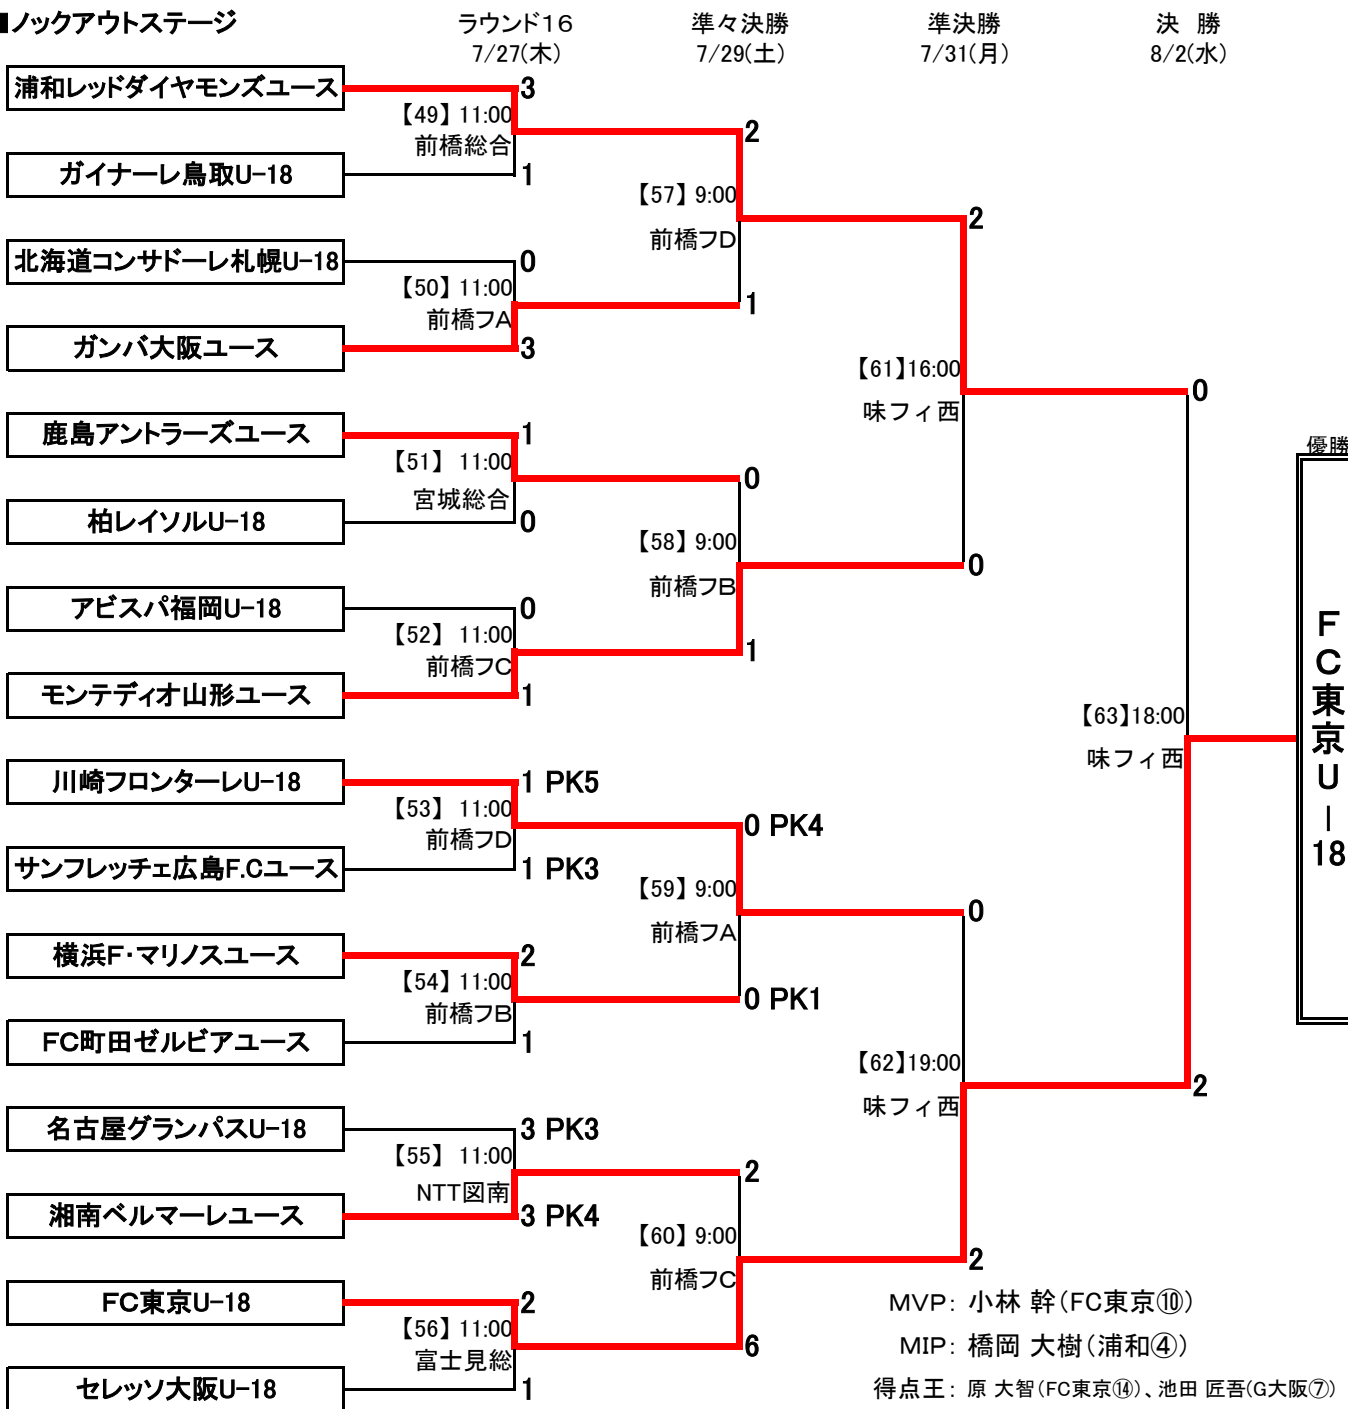 ■ノックアウトステージ
ラウンド16 準々決勝 準決勝 決 勝
7/27(木) 7/29(土) 7/31(月) 8/2(水)
浦和レッドダイヤモンズユース 3
【49】 11:00
前橋総合
2
ガイナーレ鳥取U-18 1
【57】 9:00
前橋フD
2
北海道コンサドーレ札幌U-18 0
【50】 11:00
前橋フA
1
ガンバ大阪ユース 3
【61】16:00
味フィ西
0
鹿島アントラーズユース 1
優勝
【51】 11:00
宮城総合
0
柏レイソルU-18 0
【58】 9:00
前橋フB
0
アビスパ福岡U-18 0
【52】 11:00
前橋フC
1
モンテディオ山形ユース 1
【63】18:00
味フィ西
FC東京U-18
川崎フロンターレU-18 1 PK5
【53】 11:00
前橋フD
0 PK4
サンフレッチェ広島F.Cユース 1 PK3
【59】 9:00
前橋フA
0
横浜F・マリノスユース 2
【54】 11:00
前橋フB
0 PK1
FC町田ゼルビアユース 1
【62】19:00
味フィ西
2
名古屋グランパスU-18 3 PK3
【55】 11:00
NTT図南
2
湘南ベルマーレユース 3 PK4
【60】 9:00
前橋フC
2
FC東京U-18 2
【56】 11:00
富士見総
6
セレッソ大阪U-18 1
MVP: 小林 幹(FC東京⑩)
MIP: 橋岡 大樹(浦和④)
得点王: 原 大智(FC東京⑭)、池田 匠吾(G大阪⑦)